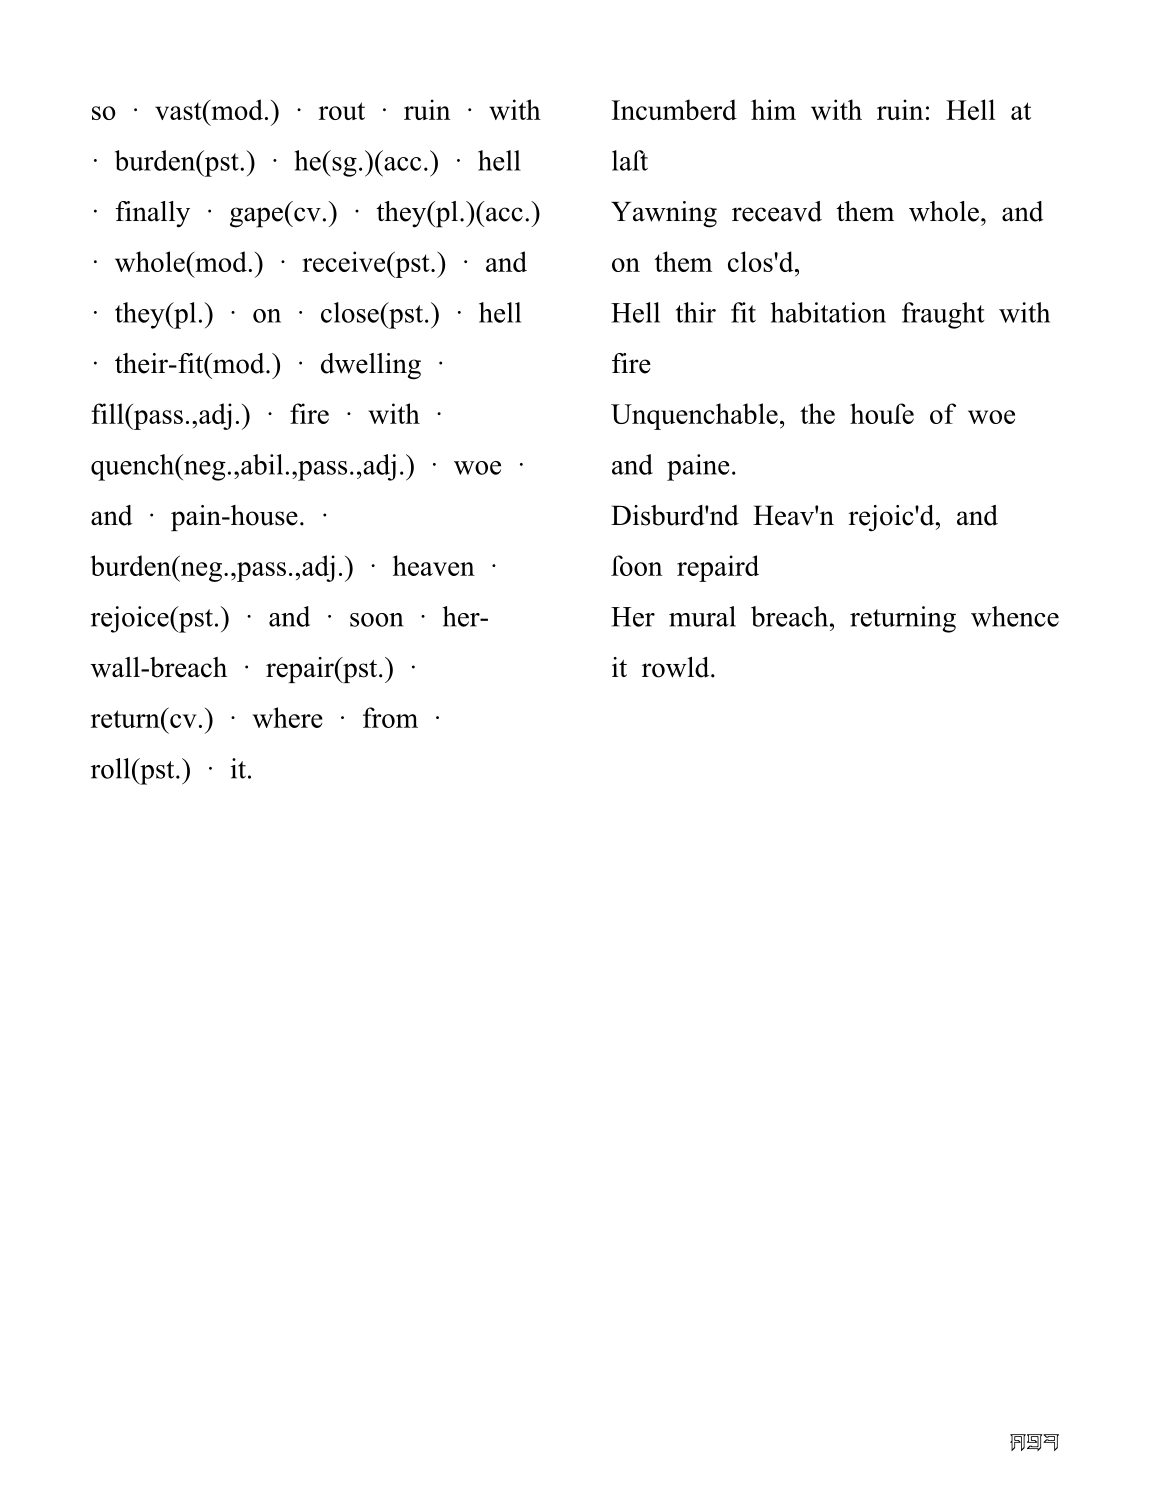 so · vast(mod.) · rout · ruin · with
· burden(pst.) · he(sg.)(acc.) · hell
· finally · gape(cv.) · they(pl.)(acc.)
· whole(mod.) · receive(pst.) · and
· they(pl.) · on · close(pst.) · hell
· their-fit(mod.) · dwelling ·
fill(pass.,adj.) · fire · with ·
quench(neg.,abil.,pass.,adj.) · woe ·
and · pain-house. ·
burden(neg.,pass.,adj.) · heaven ·
rejoice(pst.) · and · soon · her-
wall-breach · repair(pst.) ·
return(cv.) · where · from ·
roll(pst.) · it.
Incumberd him with ruin: Hell at
laſt
Yawning receavd them whole, and
on them clos'd,
Hell thir fit habitation fraught with
fire
Unquenchable, the houſe of woe
and paine.
Disburd'nd Heav'n rejoic'd, and
ſoon repaird
Her mural breach, returning whence
it rowld.